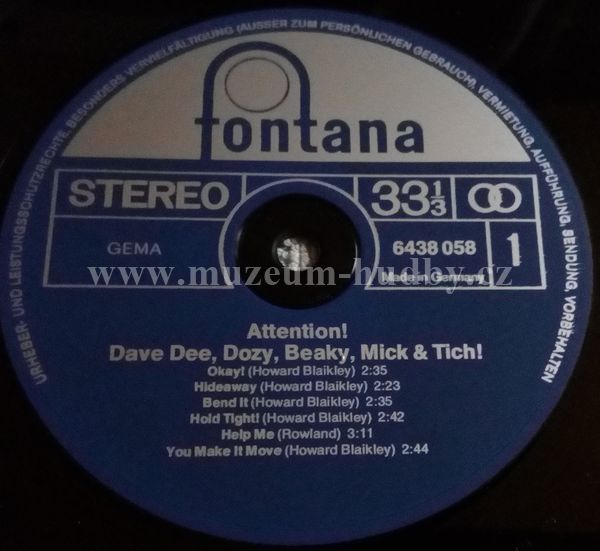 URHEBER- UND LEISTUNGSSCHUTZRECHTE, BESONDERS VERVIELFÄLTIGUNG (AUSSER ZUM PERSÖNLICHEN GEBRAUCH), VERMIETUNG, AUFFÜHRUNG, SENDUNG, VORBEHALTEN
fontana
STEREO 33 1/3
GEMA 6438 058 1
Made in Germany
www.muzeum-hudby.cz
Attention!
Dave Dee, Dozy, Beaky, Mick & Tich!
Okay! (Howard Blaikley) 2:35
Hideaway (Howard Blaikley) 2:23
Bend It (Howard Blaikley) 2:35
Hold Tight! (Howard Blaikley) 2:42
Help Me (Rowland) 3:11
You Make It Move (Howard Blaikley) 2:44